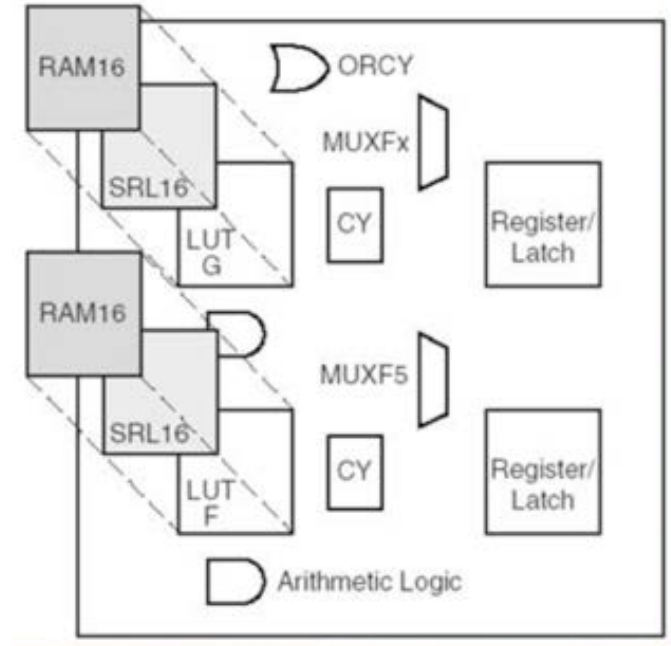 RAM16
ORCY
MUXFx
SRL16
LUT
G
CY
Register/
Latch
RAM16
MUXF5
SRL16
LUT
F
CY
Register/
Latch
Arithmetic Logic